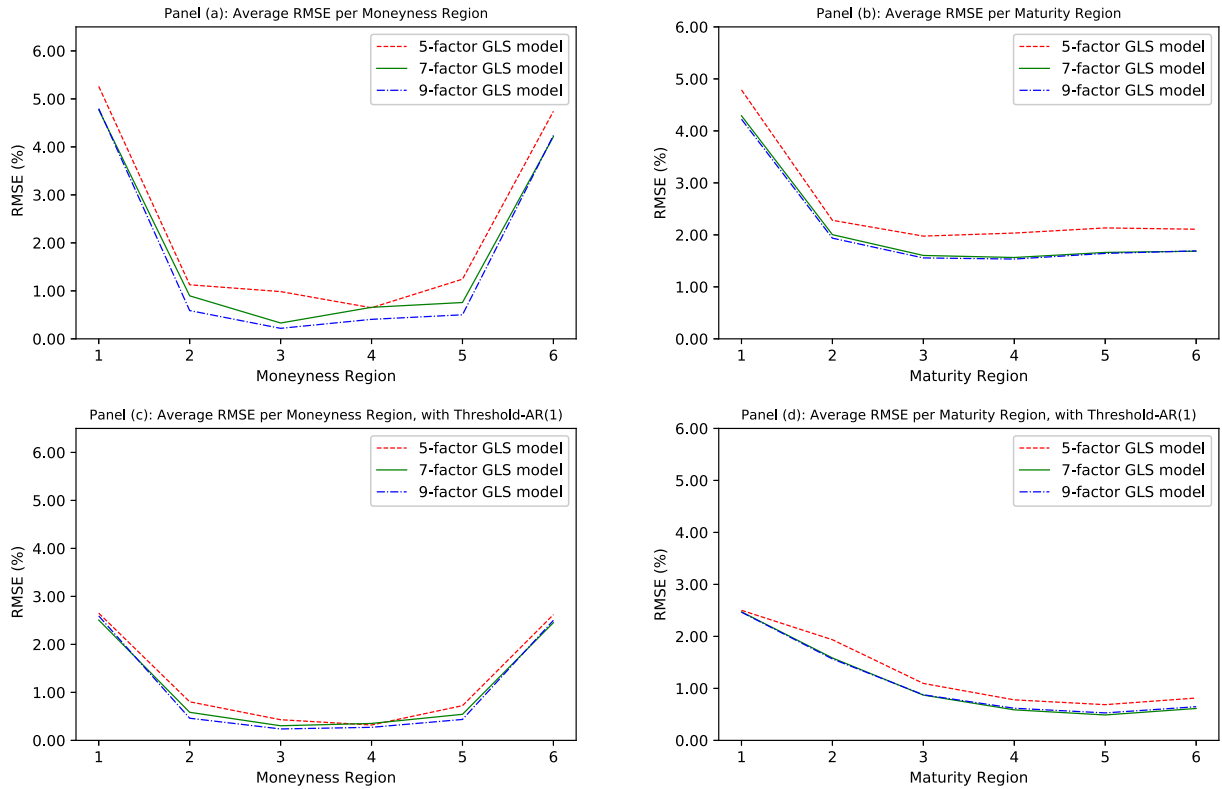 Panel (a): Average RMSE per Moneyness Region
6.00
5.00
4.00
3.00
2.00
1.00
0.00
RMSE (%)
5-factor GLS model
7-factor GLS model
9-factor GLS model
1 2 3 4 5 6
Moneyness Region
Panel (b): Average RMSE per Maturity Region
6.00
5.00
4.00
3.00
2.00
1.00
0.00
RMSE (%)
5-factor GLS model
7-factor GLS model
9-factor GLS model
1 2 3 4 5 6
Maturity Region
Panel (c): Average RMSE per Moneyness Region, with Threshold-AR(1)
6.00
5.00
4.00
3.00
2.00
1.00
0.00
RMSE (%)
5-factor GLS model
7-factor GLS model
9-factor GLS model
1 2 3 4 5 6
Moneyness Region
Panel (d): Average RMSE per Maturity Region, with Threshold-AR(1)
6.00
5.00
4.00
3.00
2.00
1.00
0.00
RMSE (%)
5-factor GLS model
7-factor GLS model
9-factor GLS model
1 2 3 4 5 6
Maturity Region